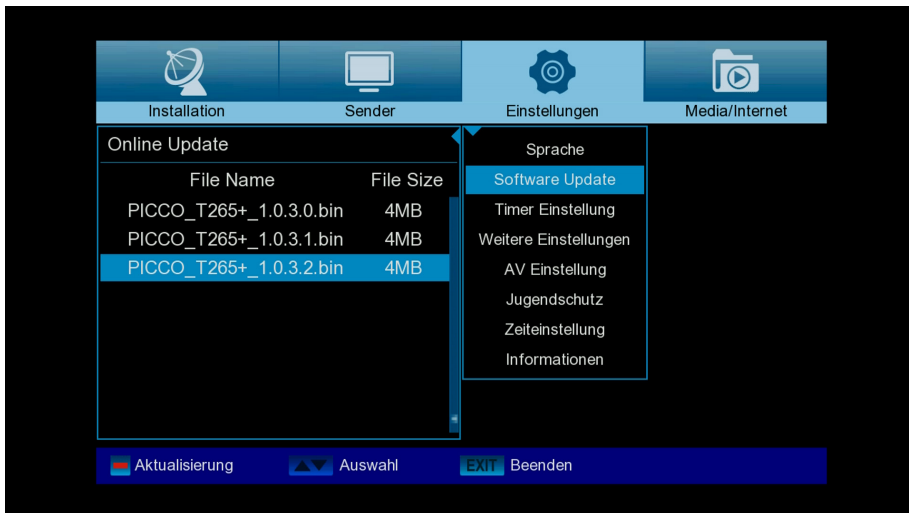 Installation
Sender
Einstellungen
Media/Internet
Online Update
File Name File Size
PICCO_T265+_1.0.3.0.bin 4MB
PICCO_T265+_1.0.3.1.bin 4MB
PICCO_T265+_1.0.3.2.bin 4MB
Sprache
Software Update
Timer Einstellung
Weitere Einstellungen
AV Einstellung
Jugendschutz
Zeiteinstellung
Informationen
Aktualisierung
Auswahl
EXIT Beenden